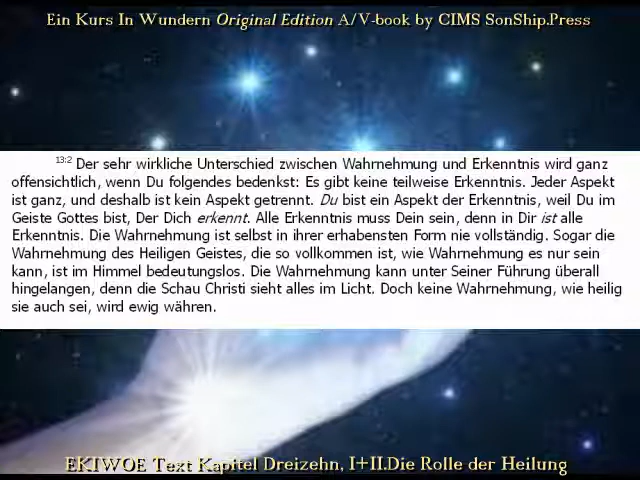 Ein Kurs In Wundern Original Edition A/V-book by CIMS SonShip.Press
13:2 Der sehr wirkliche Unterschied zwischen Wahrnehmung und Erkenntnis wird ganz
offensichtlich, wenn Du folgendes bedenkst: Es gibt keine teilweise Erkenntnis. Jeder Aspekt
ist ganz, und deshalb ist kein Aspekt getrennt. Du bist ein Aspekt der Erkenntnis, weil Du im
Geiste Gottes bist, Der Dich erkennt. Alle Erkenntnis muss Dein sein, denn in Dir ist alle
Erkenntnis. Die Wahrnehmung ist selbst in ihrer erhabensten Form nie vollständig. Sogar die
Wahrnehmung des Heiligen Geistes, die so vollkommen ist, wie Wahrnehmung es nur sein
kann, ist im Himmel bedeutungslos. Die Wahrnehmung kann unter Seiner Führung überall
hingelangen, denn die Schau Christi sieht alles im Licht. Doch keine Wahrnehmung, wie heilig
sie auch sei, wird ewig währen.
EKIWOE Text Kapitel Dreizehn, I+II.Die Rolle der Heilung